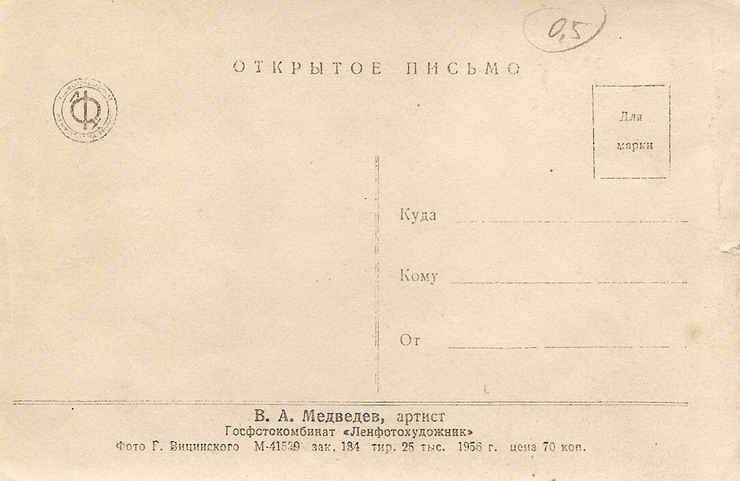 0,5
ОТКРЫТОЕ ПИСЬМО
Для
марки
Куда
Кому
От
В. А. Медведев, артист
Госфотокомбинат «Ленфотохудожник»
Фото Г. Вицинского М-41539 зак. 184 тир. 25 тыс. 1956 г. цена 70 коп.